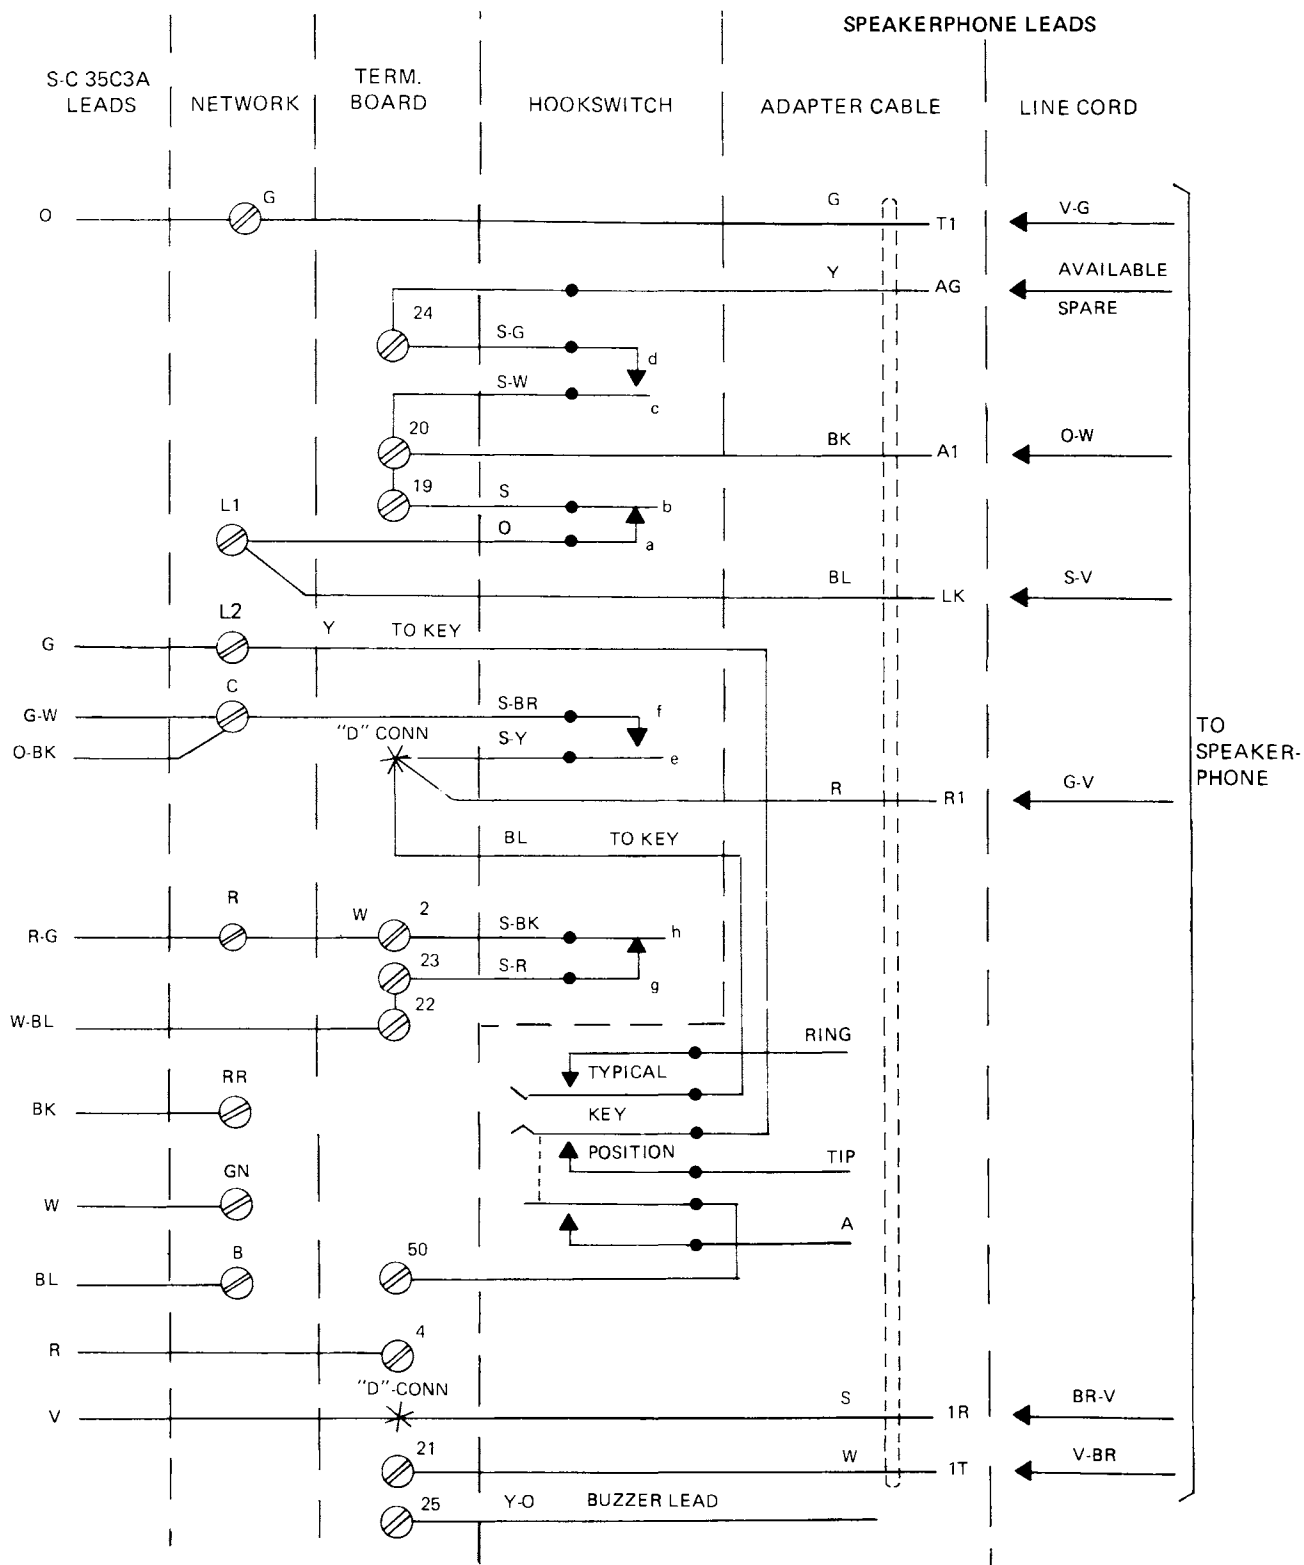 SPEAKERPHONE LEADS
S-C 35C3A
LEADS
NETWORK
TERM.
BOARD
HOOKSWITCH
ADAPTER CABLE
LINE CORD
O
G
G
T1
V-G
Y
AG
AVAILABLE
SPARE
24
S-G
d
S-W
c
20
BK
A1
O-W
19
S
b
L1
O
a
BL
LK
S-V
L2
G
Y
TO KEY
C
G-W
S-BR
f
"D" CONN
S-Y
e
O-BK
TO
SPEAKER-
PHONE
R
R1
G-V
BL
TO KEY
R
W
2
R-G
S-BK
h
23
S-R
g
22
W-BL
RING
TYPICAL
RR
BK
KEY
POSITION
TIP
GN
W
A
B
50
BL
4
R
"D"-CONN
V
S
1R
BR-V
21
W
1T
V-BR
25
Y-O
BUZZER LEAD